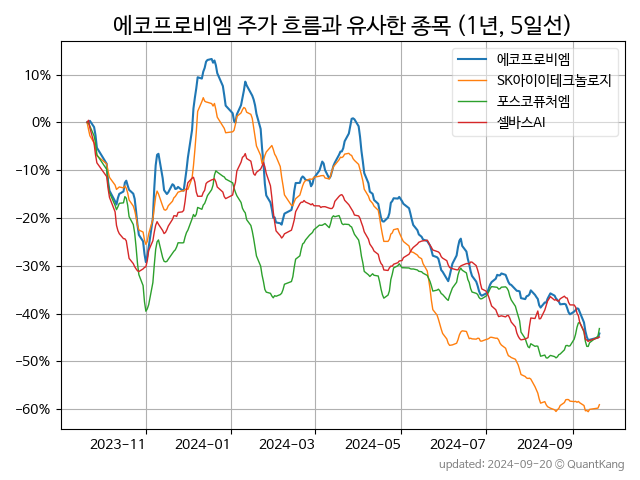 에코프로비엠 주가 흐름과 유사한 종목 (1년, 5일선)
에코프로비엠
SK아이이테크놀로지
포스코퓨처엠
셀바스AI
10%
0%
−10%
−20%
−30%
−40%
−50%
−60%
2023-11
2024-01
2024-03
2024-05
2024-07
2024-09
updated: 2024-09-20 © QuantKang